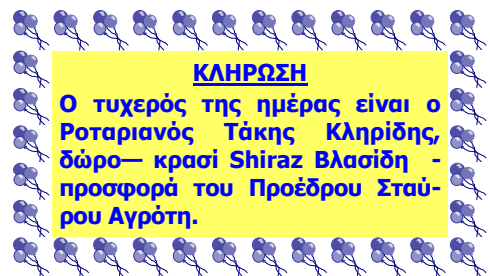 ΚΛΗΡΩΣΗ
Ο τυχερός της ημέρας είναι ο
Ροταριανός Τάκης Κληρίδης,
δώρο— κρασί Shiraz Βλασίδη -
προσφορά του Προέδρου Σταύ-
ρου Αγρότη.